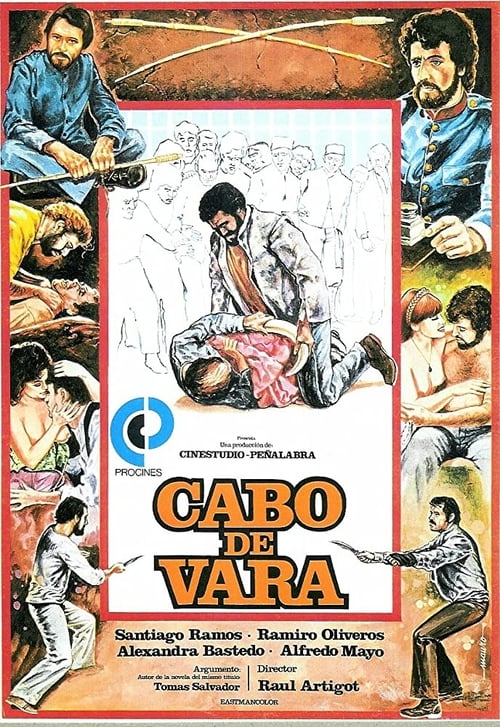 Presenta
Una producción de:
CINESTUDIO-PEÑALABRA
PROCINES
CABO
DE
VARA
Santiago Ramos · Ramiro Oliveros
Alexandra Bastedo · Alfredo Mayo
Argumento:
Autor de la novela del mismo título
Tomas Salvador
Director
Raul Artigot
EASTMANCOLOR
mauro